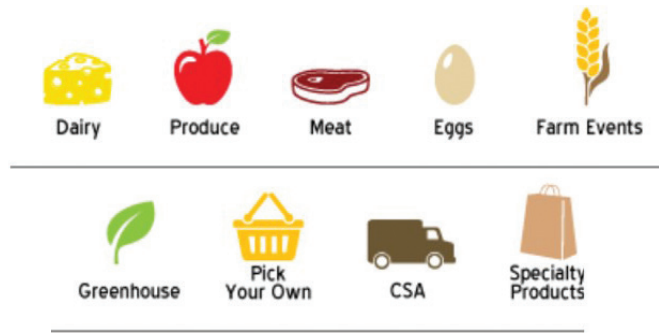 Dairy
Produce
Meat
Eggs
Farm Events
Greenhouse
Pick
Your Own
CSA
Specialty
Products